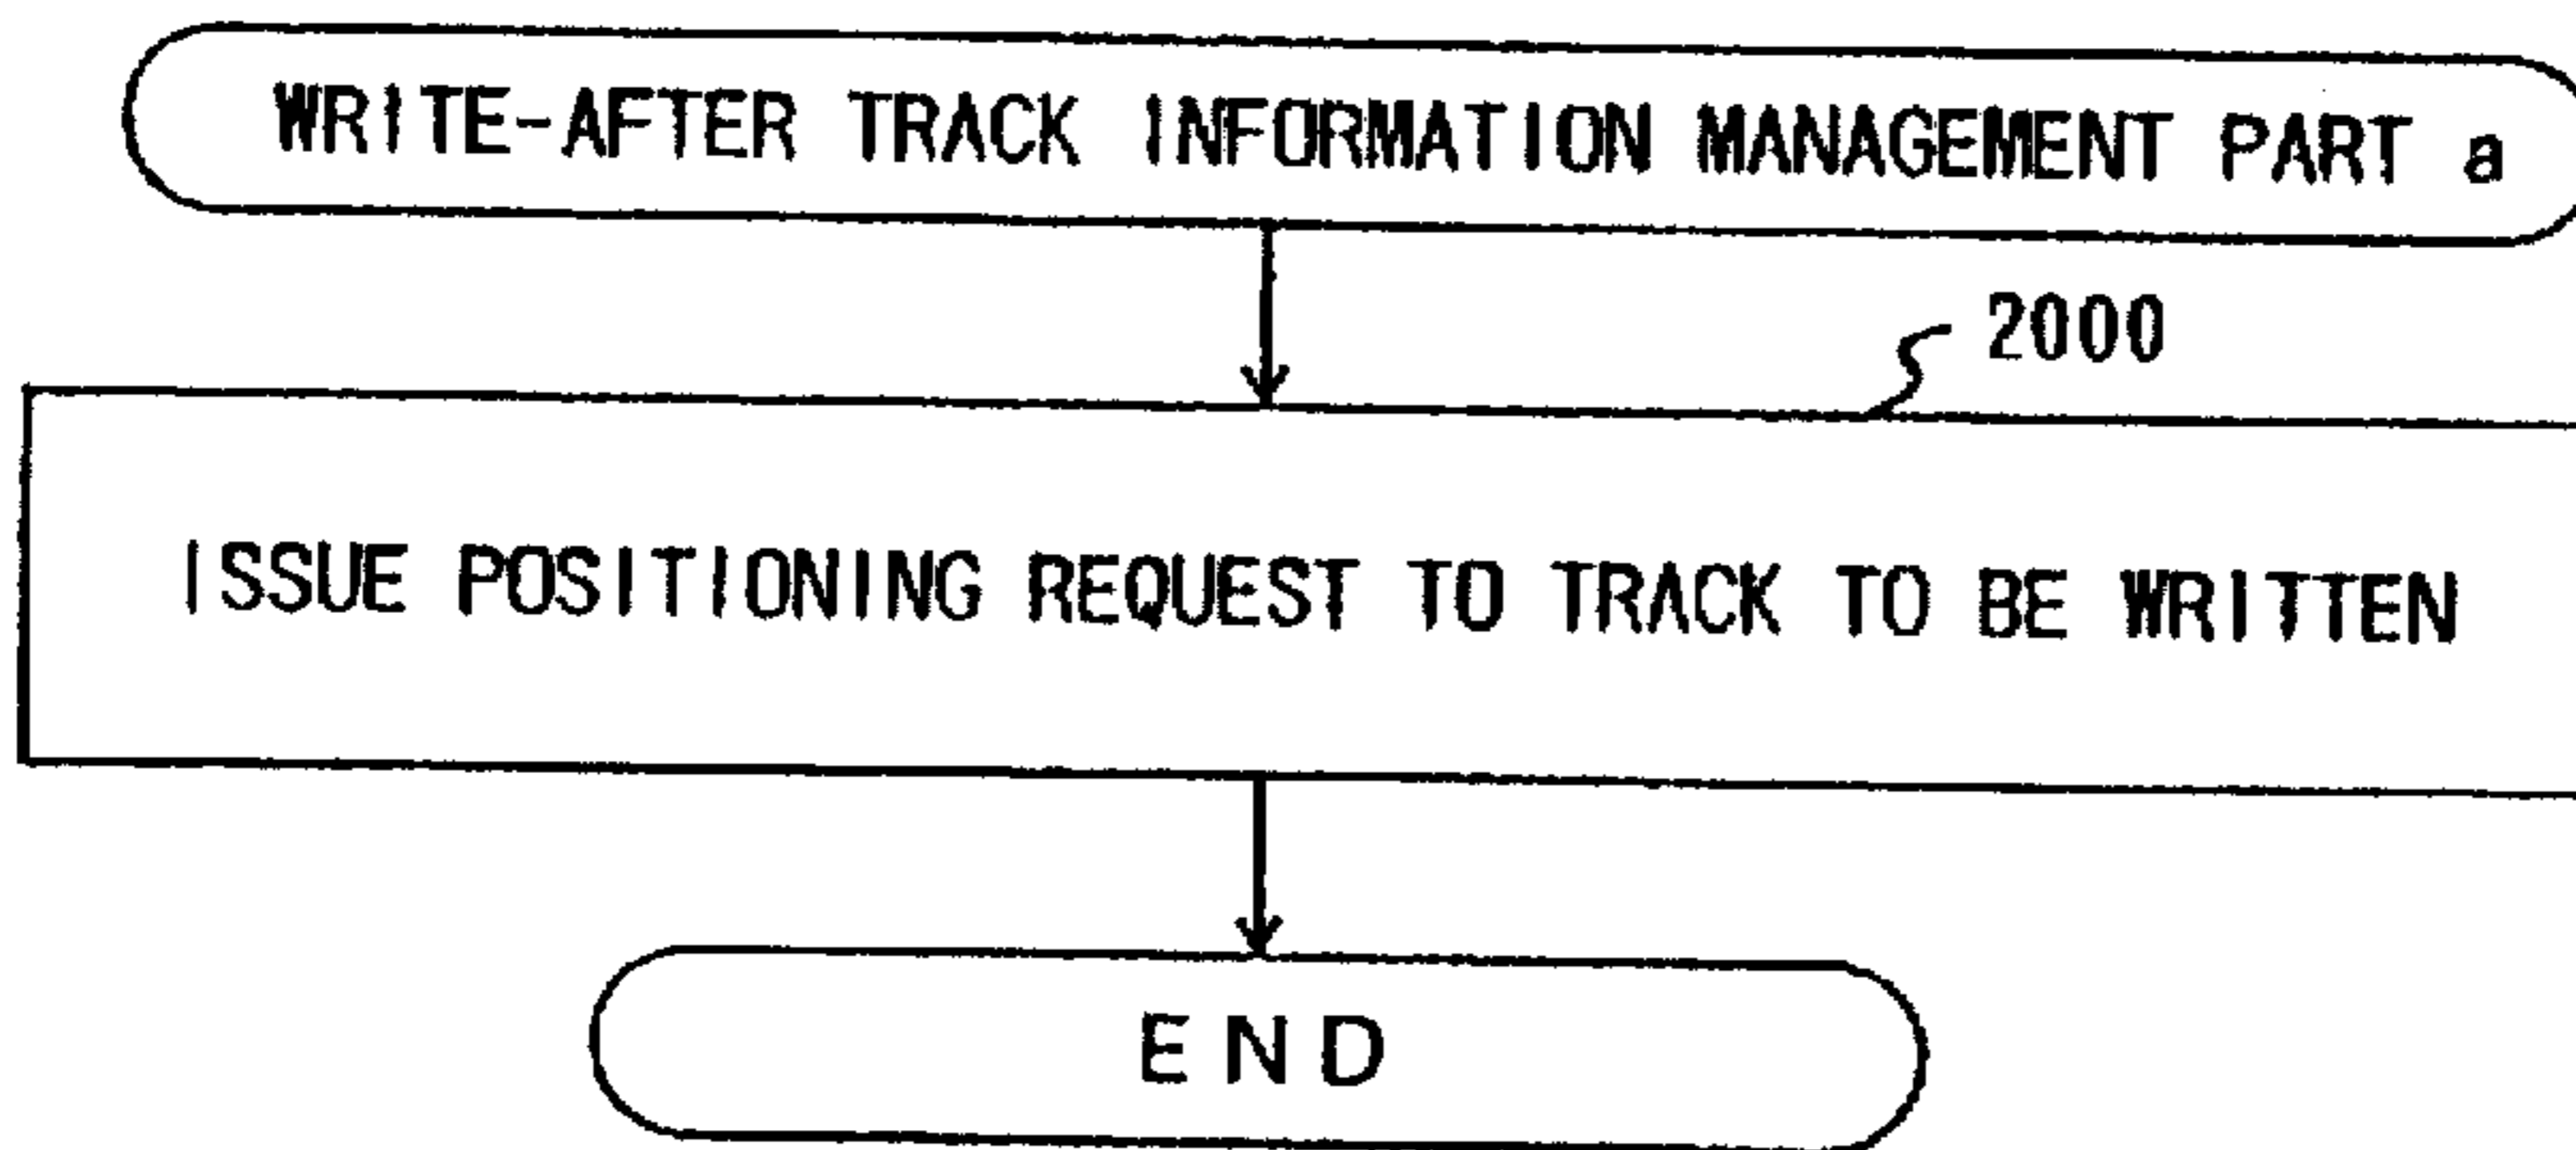 WRITE-AFTER TRACK INFORMATION MANAGEMENT PART a
2000
ISSUE POSITIONING REQUEST TO TRACK TO BE WRITTEN
END